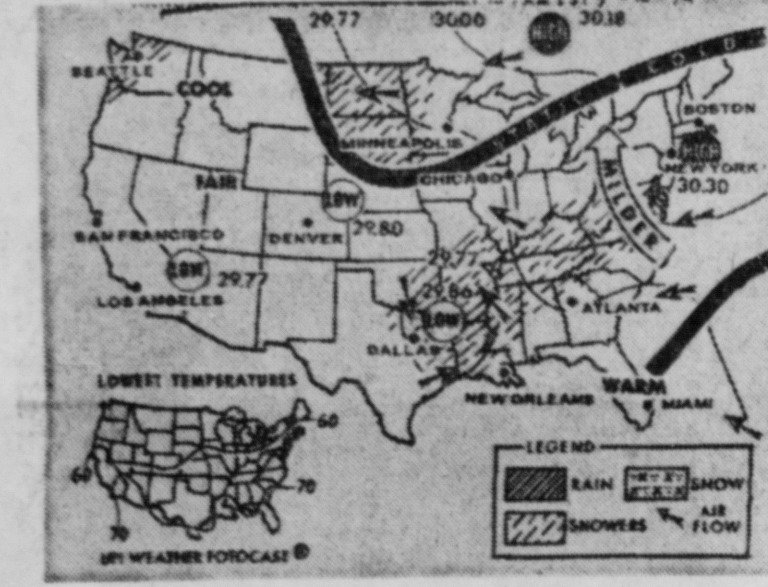 29.77 30.00 HIGH 30.18
SEATTLE
COOL
COLD
STATIC
BOSTON
MINNEAPOLIS
HIGH
NEW YORK
FAIR
CHICAGO
30.30
LOW
MILDER
29.80
SAN FRANCISCO
DENVER
29.77
LOW 29.77
29.86
LOS ANGELES
ATLANTA
LOW
DALLAS
LOWEST TEMPERATURES
WARM
NEW ORLEANS
MIAMI
60
LEGEND
60
70
RAIN SNOW
70
SHOWERS AIR
FLOW
UPI WEATHER FOTOCAST ®